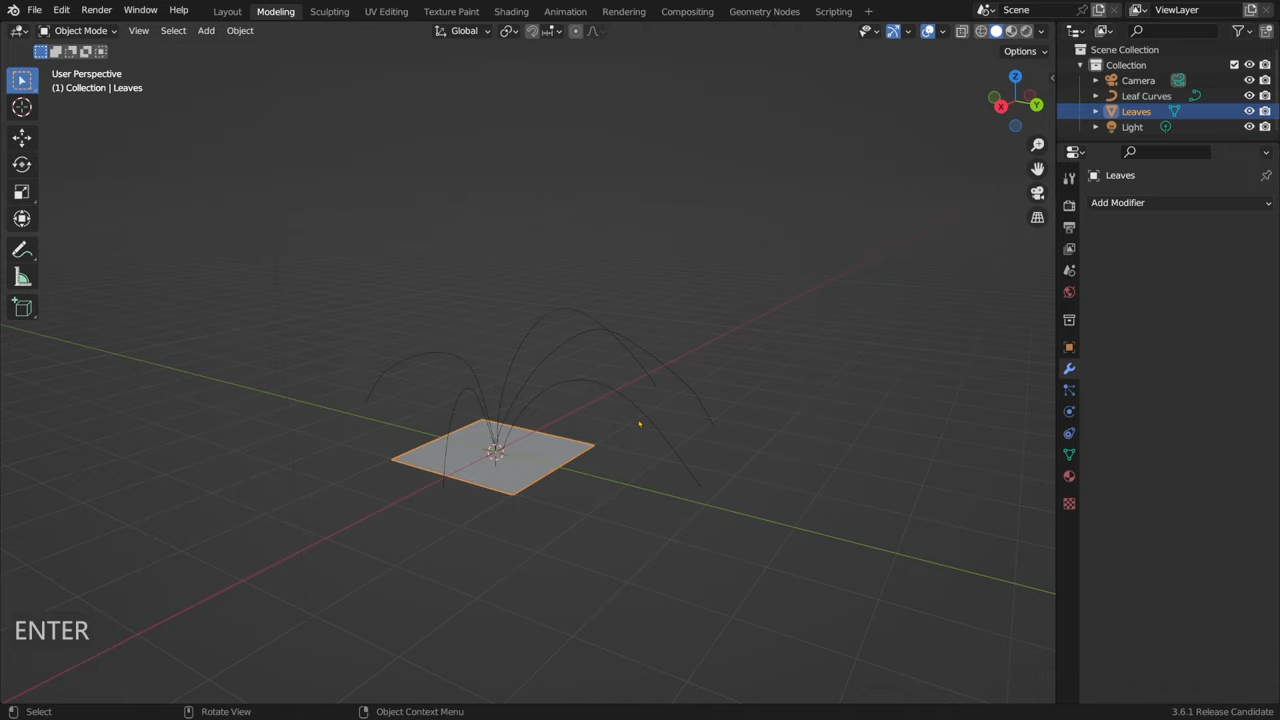 File Edit Render Window Help Layout Modeling Sculpting UV Editing Texture Paint Shading Animation Rendering Compositing Geometry Nodes Scripting + Scene ViewLayer
Object Mode View Select Add Object Global
Options
User Perspective
(1) Collection | Leaves
Z
X
Y
Scene Collection
Collection
Camera
Leaf Curves
Leaves
Light
Leaves
Add Modifier
ENTER
Select Rotate View Object Context Menu 3.6.1 Release Candidate